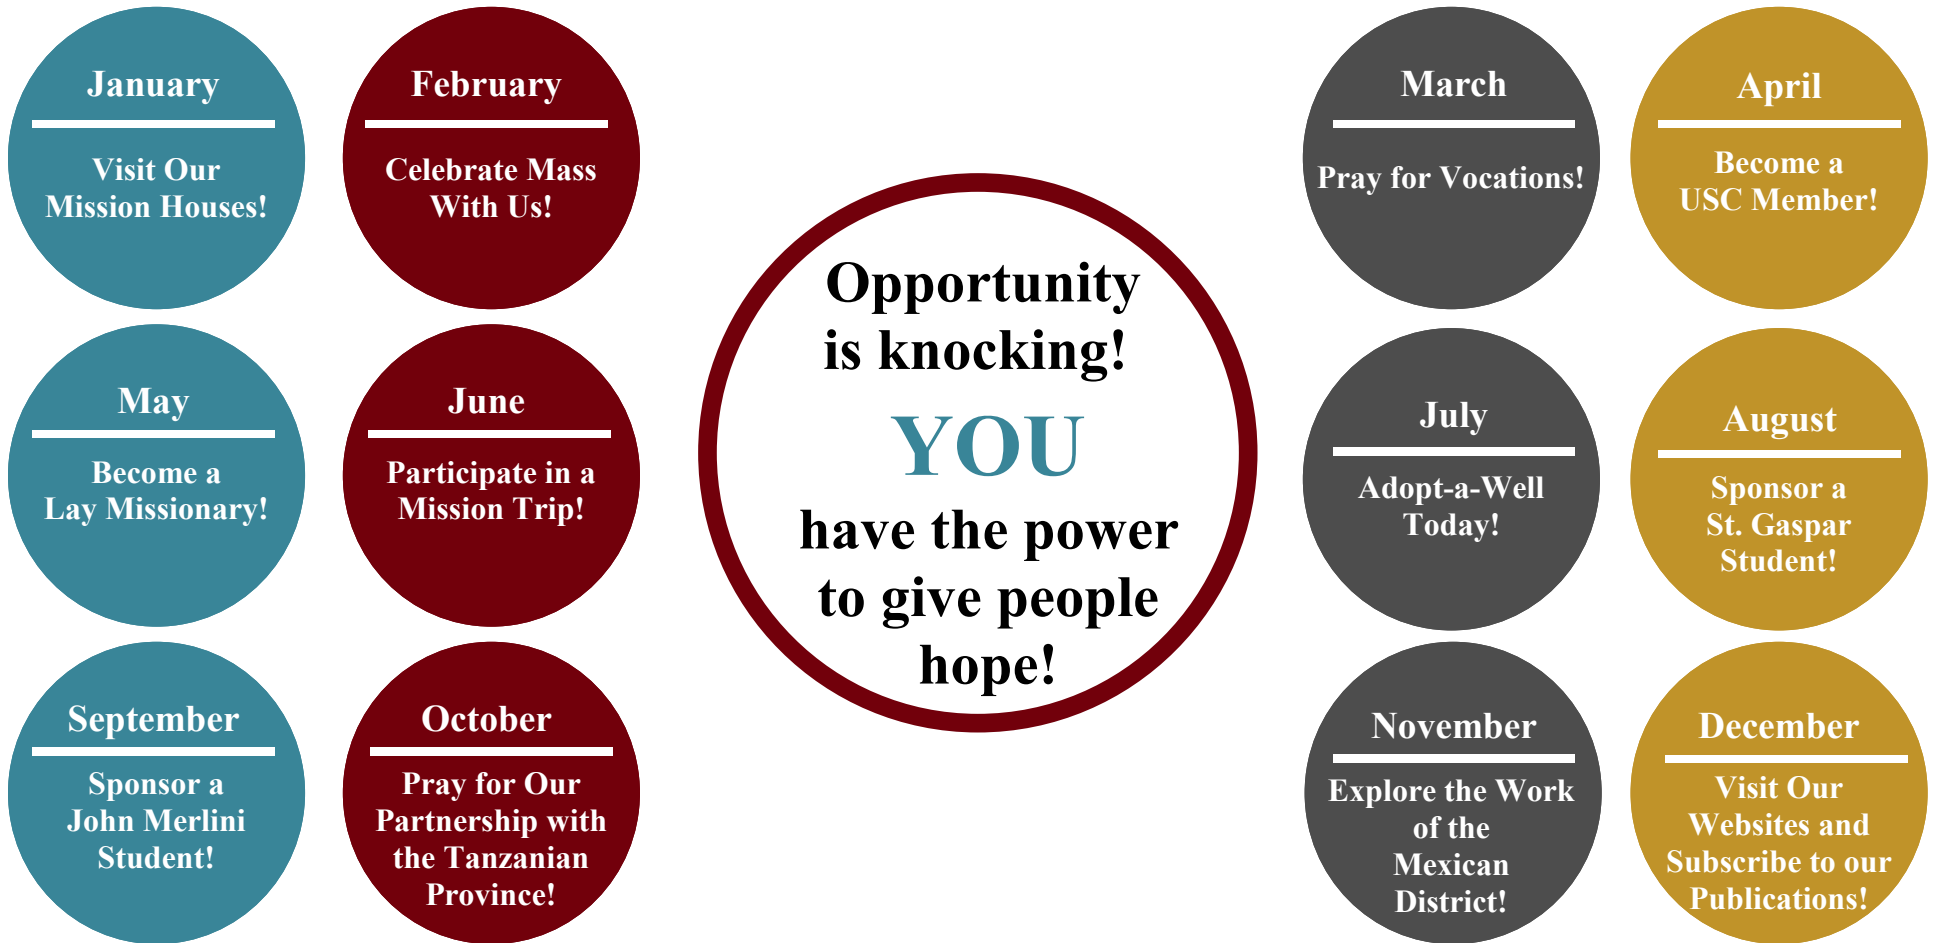 January
Visit Our
Mission Houses!
February
Celebrate Mass
With Us!
March
Pray for Vocations!
April
Become a
USC Member!
Opportunity
is knocking!
YOU
have the power
to give people
hope!
May
Become a
Lay Missionary!
June
Participate in a
Mission Trip!
July
Adopt-a-Well
Today!
August
Sponsor a
St. Gaspar
Student!
September
Sponsor a
John Merlini
Student!
October
Pray for Our
Partnership with
the Tanzanian
Province!
November
Explore the Work
of the
Mexican
District!
December
Visit Our
Websites and
Subscribe to our
Publications!